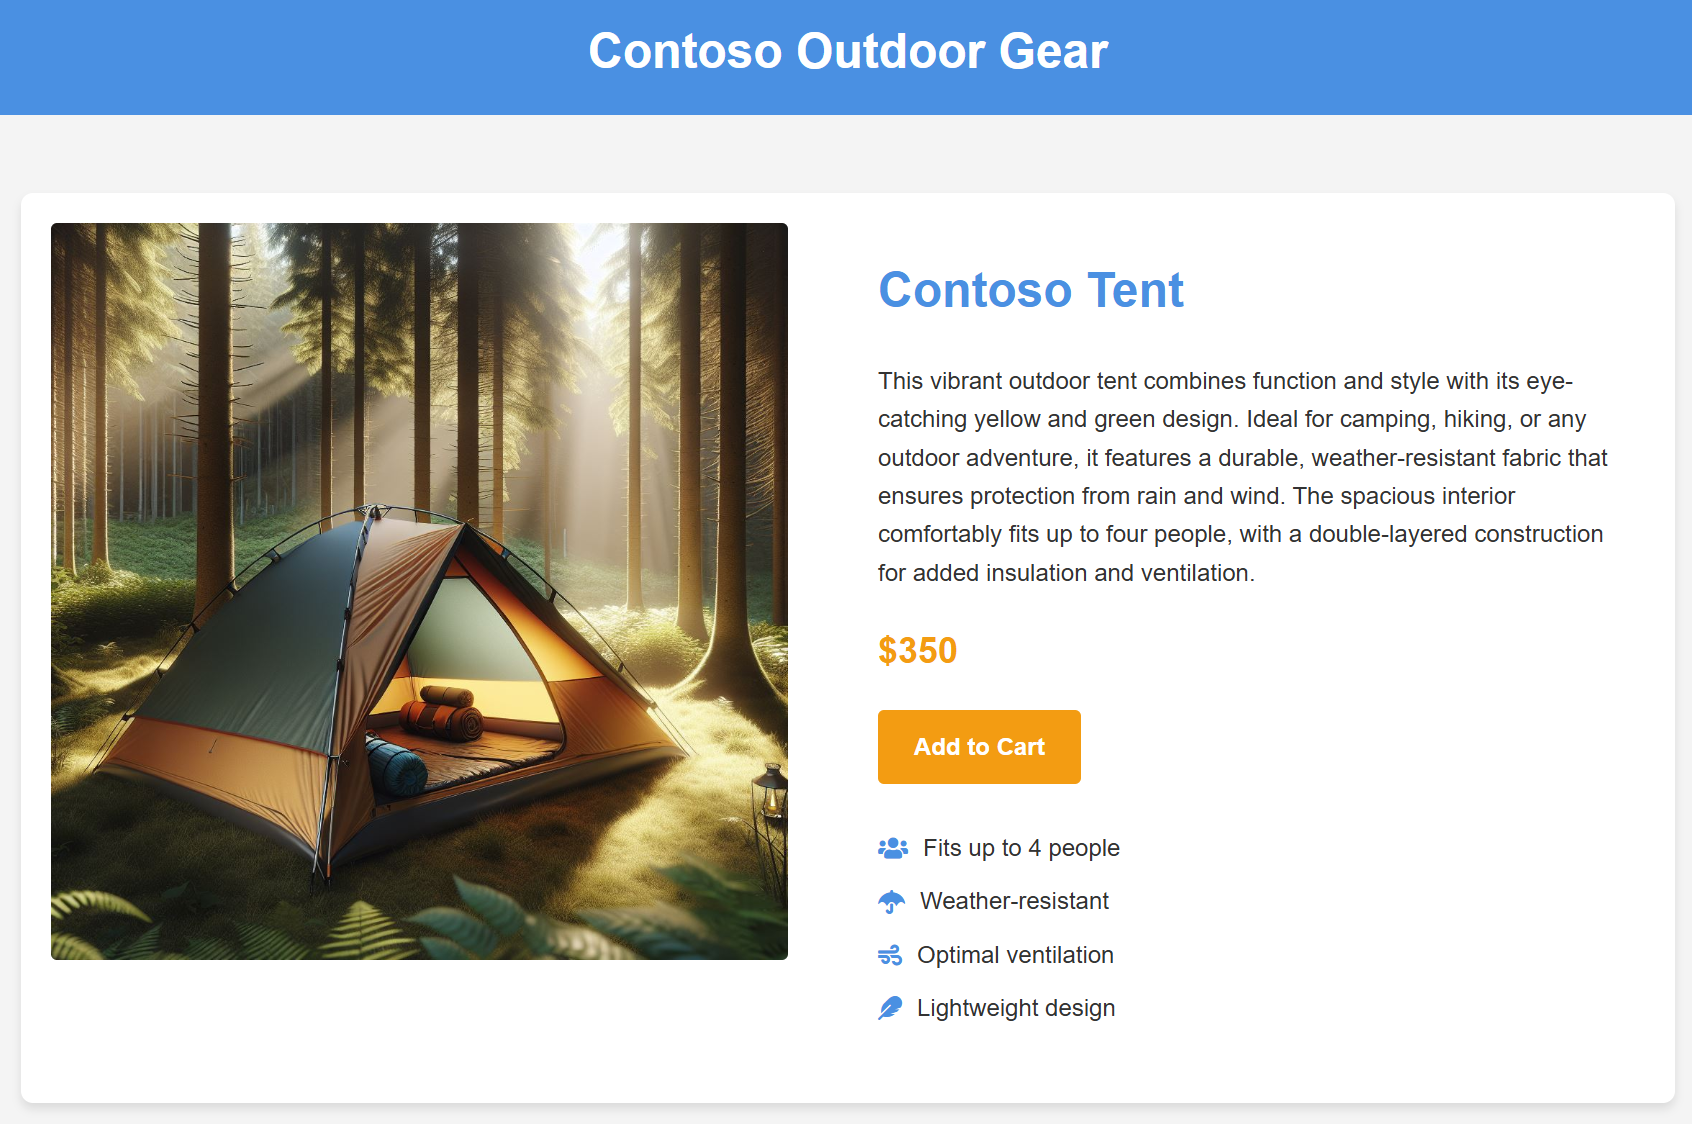 Contoso Outdoor Gear
Contoso Tent
This vibrant outdoor tent combines function and style with its eye-
catching yellow and green design. Ideal for camping, hiking, or any
outdoor adventure, it features a durable, weather-resistant fabric that
ensures protection from rain and wind. The spacious interior
comfortably fits up to four people, with a double-layered construction
for added insulation and ventilation.
$350
Add to Cart
Fits up to 4 people
Weather-resistant
Optimal ventilation
Lightweight design